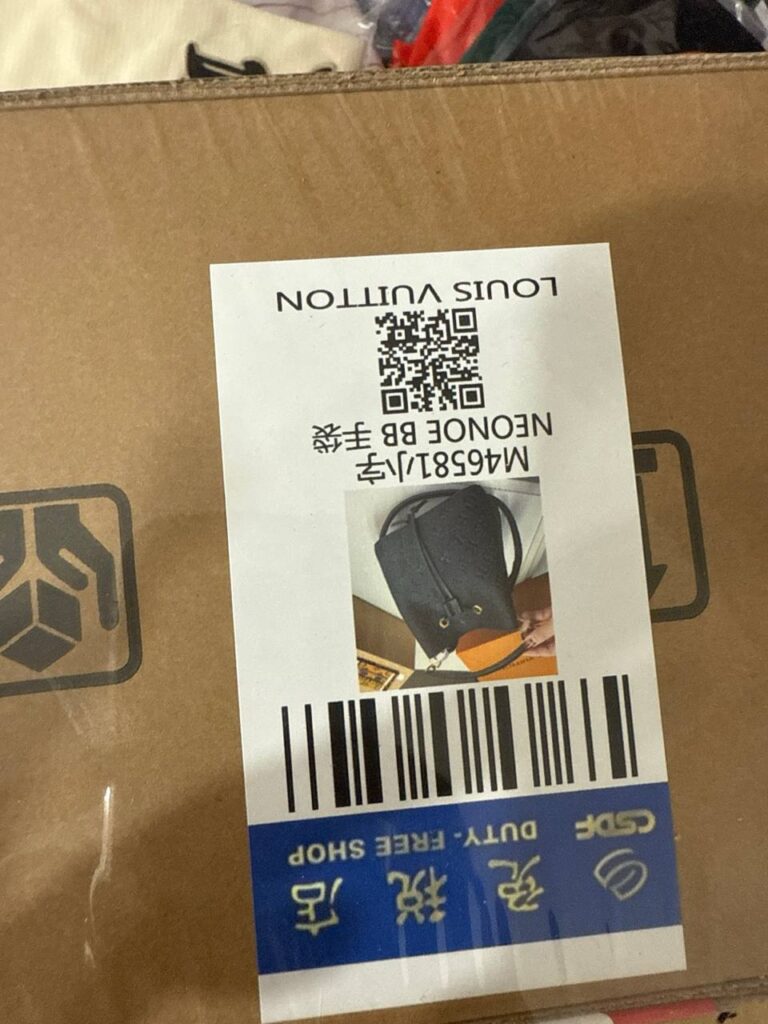 LOUIS VUITTON
NEONOE BB 手袋
M46581小字
CSDF
DUTY-FREE SHOP
免税店